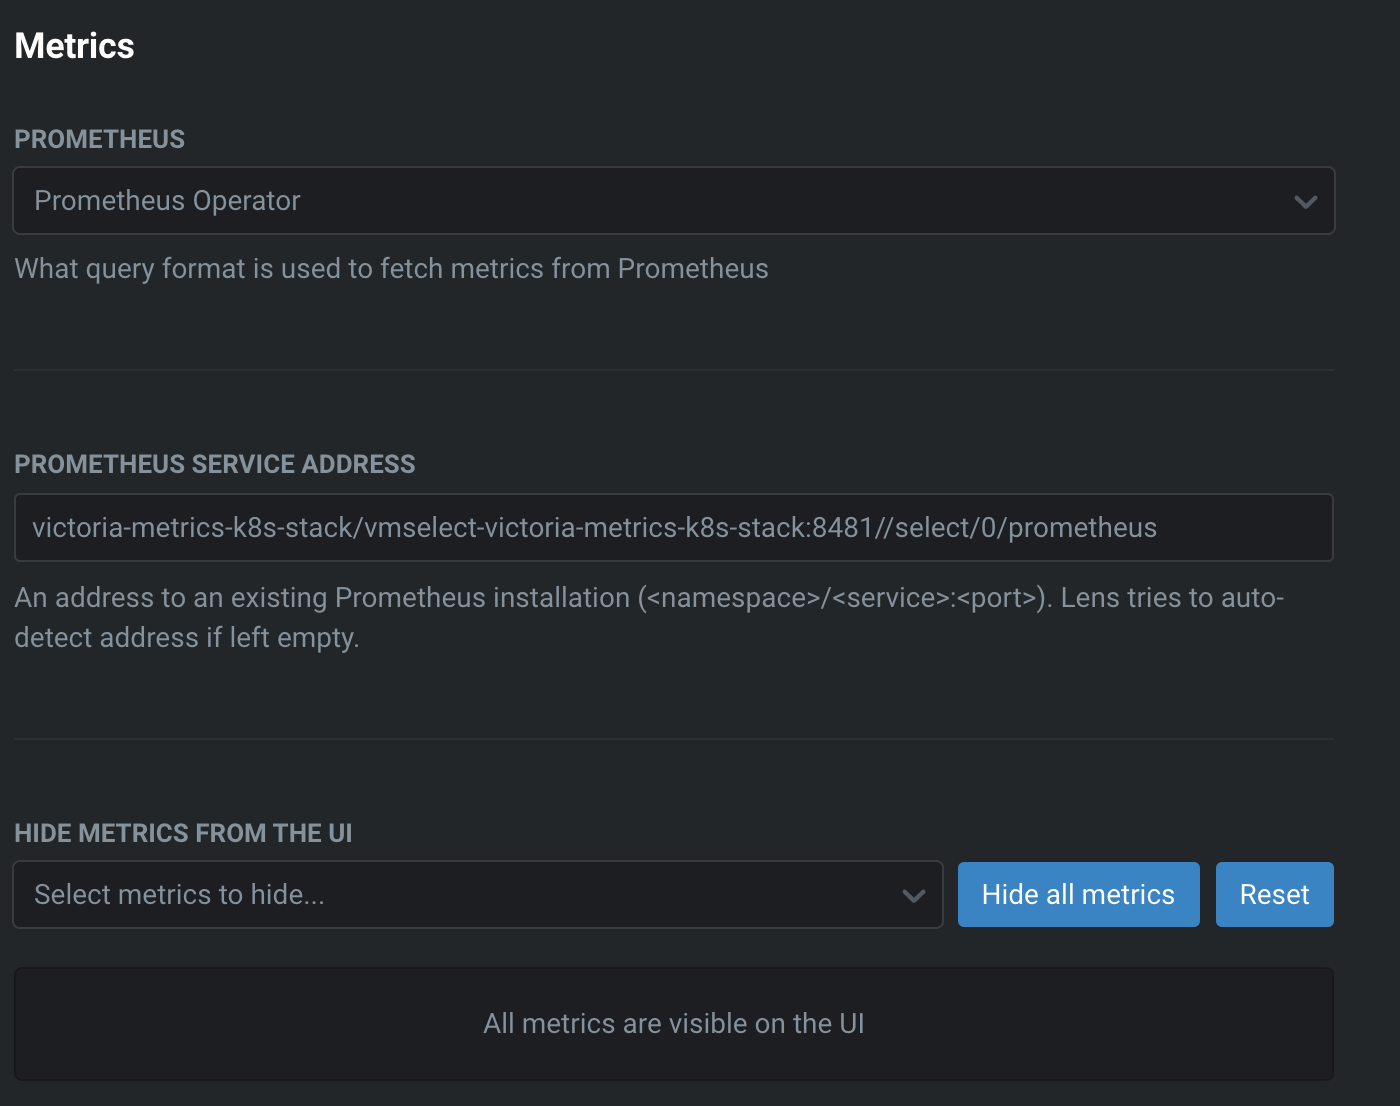 Metrics
PROMETHEUS
Prometheus Operator
What query format is used to fetch metrics from Prometheus
PROMETHEUS SERVICE ADDRESS
victoria-metrics-k8s-stack/vmselect-victoria-metrics-k8s-stack:8481//select/0/prometheus
An address to an existing Prometheus installation (<namespace>/<service>:<port>). Lens tries to auto-
detect address if left empty.
HIDE METRICS FROM THE UI
Select metrics to hide...
Hide all metrics
Reset
All metrics are visible on the UI